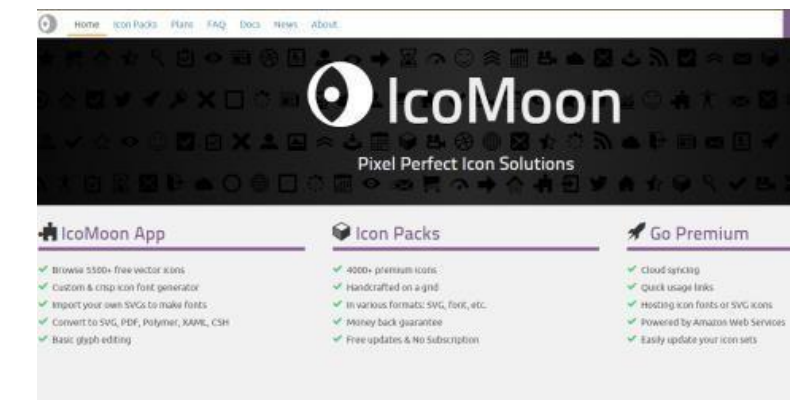 Home Icon Packs Plans FAQ Docs News About
IcoMoon
Pixel Perfect Icon Solutions
IcoMoon App
Browse 5500+ free vector icons
Custom & crisp icon font generator
Import your own SVGs to make fonts
Convert to SVG, PDF, Polymer, XAML, CSH
Basic glyph editing
Icon Packs
4000+ premium icons
Handcrafted on a grid
In various formats: SVG, font, etc.
Money back guarantee
Free updates & No Subscription
Go Premium
Cloud syncing
Quick usage links
Hosting icon fonts or SVG icons
Powered by Amazon Web Services
Easily update your icon sets